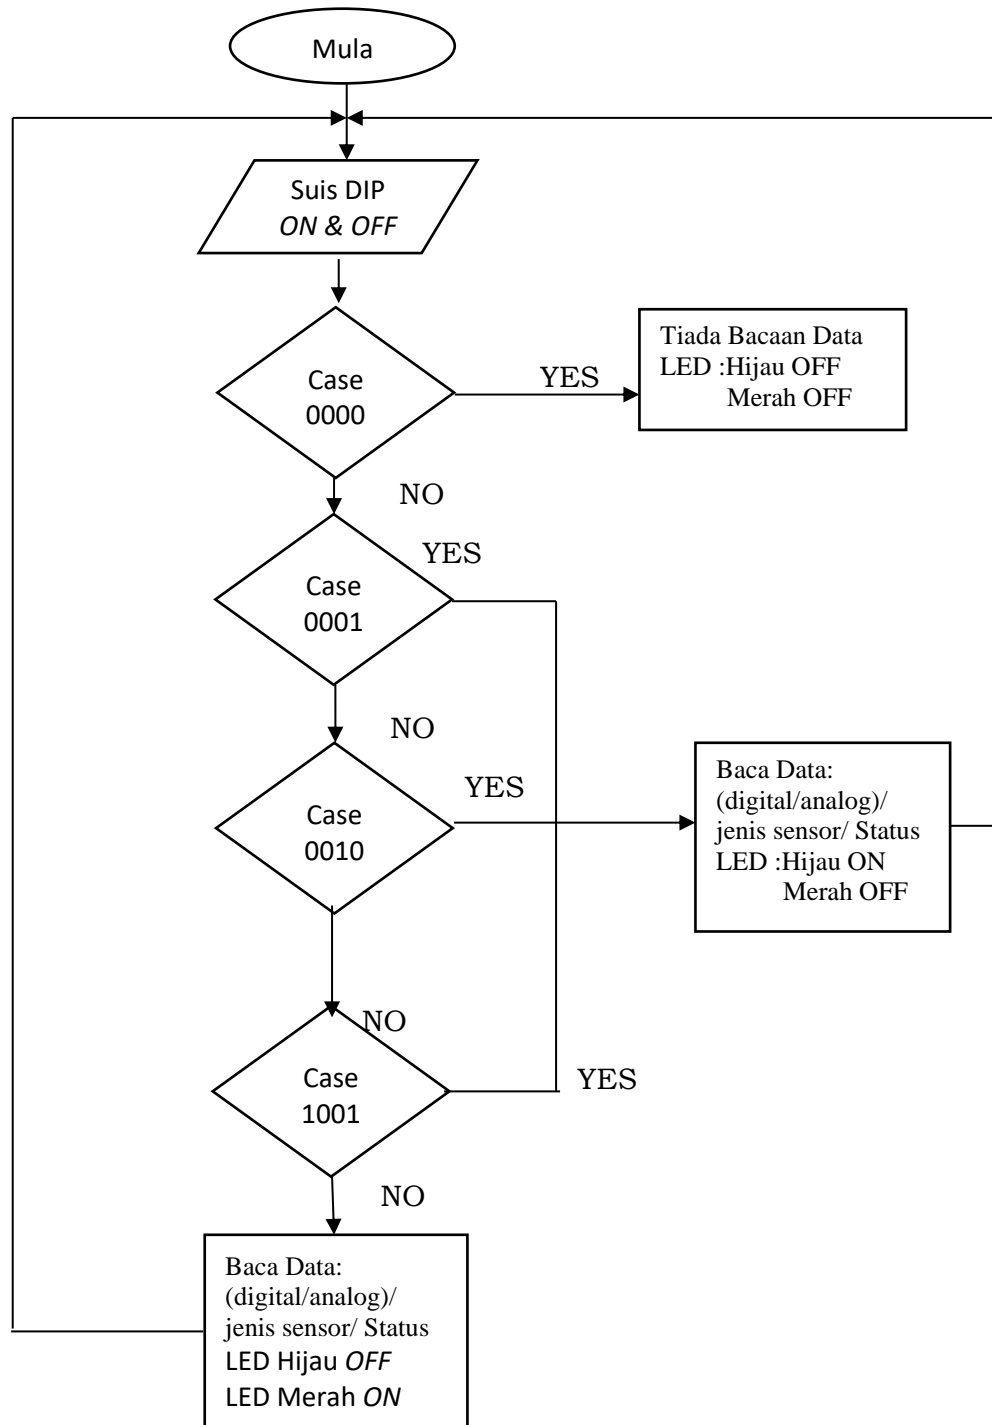 Mula
Suis DIP
ON & OFF
Case
0000
YES
Tiada Bacaan Data
LED :Hijau OFF
Merah OFF
NO
Case
0001
YES
NO
Case
0010
YES
Baca Data:
(digital/analog)/
jenis sensor/ Status
LED :Hijau ON
Merah OFF
NO
Case
1001
YES
NO
Baca Data:
(digital/analog)/
jenis sensor/ Status
LED Hijau OFF
LED Merah ON